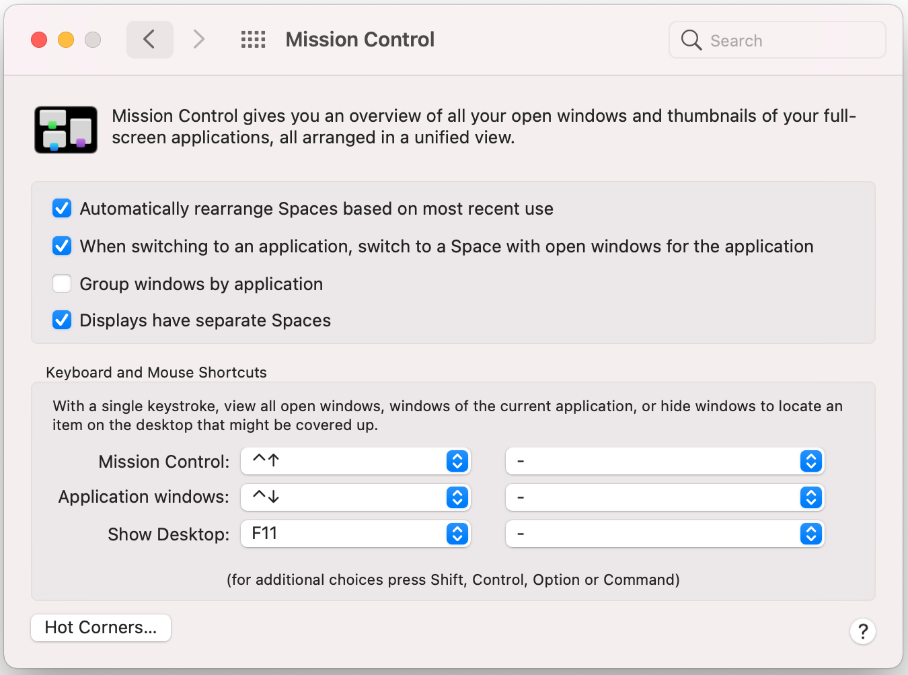 Mission Control
Search
Mission Control gives you an overview of all your open windows and thumbnails of your full-
screen applications, all arranged in a unified view.
Automatically rearrange Spaces based on most recent use
When switching to an application, switch to a Space with open windows for the application
Group windows by application
Displays have separate Spaces
Keyboard and Mouse Shortcuts
With a single keystroke, view all open windows, windows of the current application, or hide windows to locate an
item on the desktop that might be covered up.
Mission Control: ^↑ -
Application windows: ^↓ -
Show Desktop: F11 -
(for additional choices press Shift, Control, Option or Command)
Hot Corners... ?